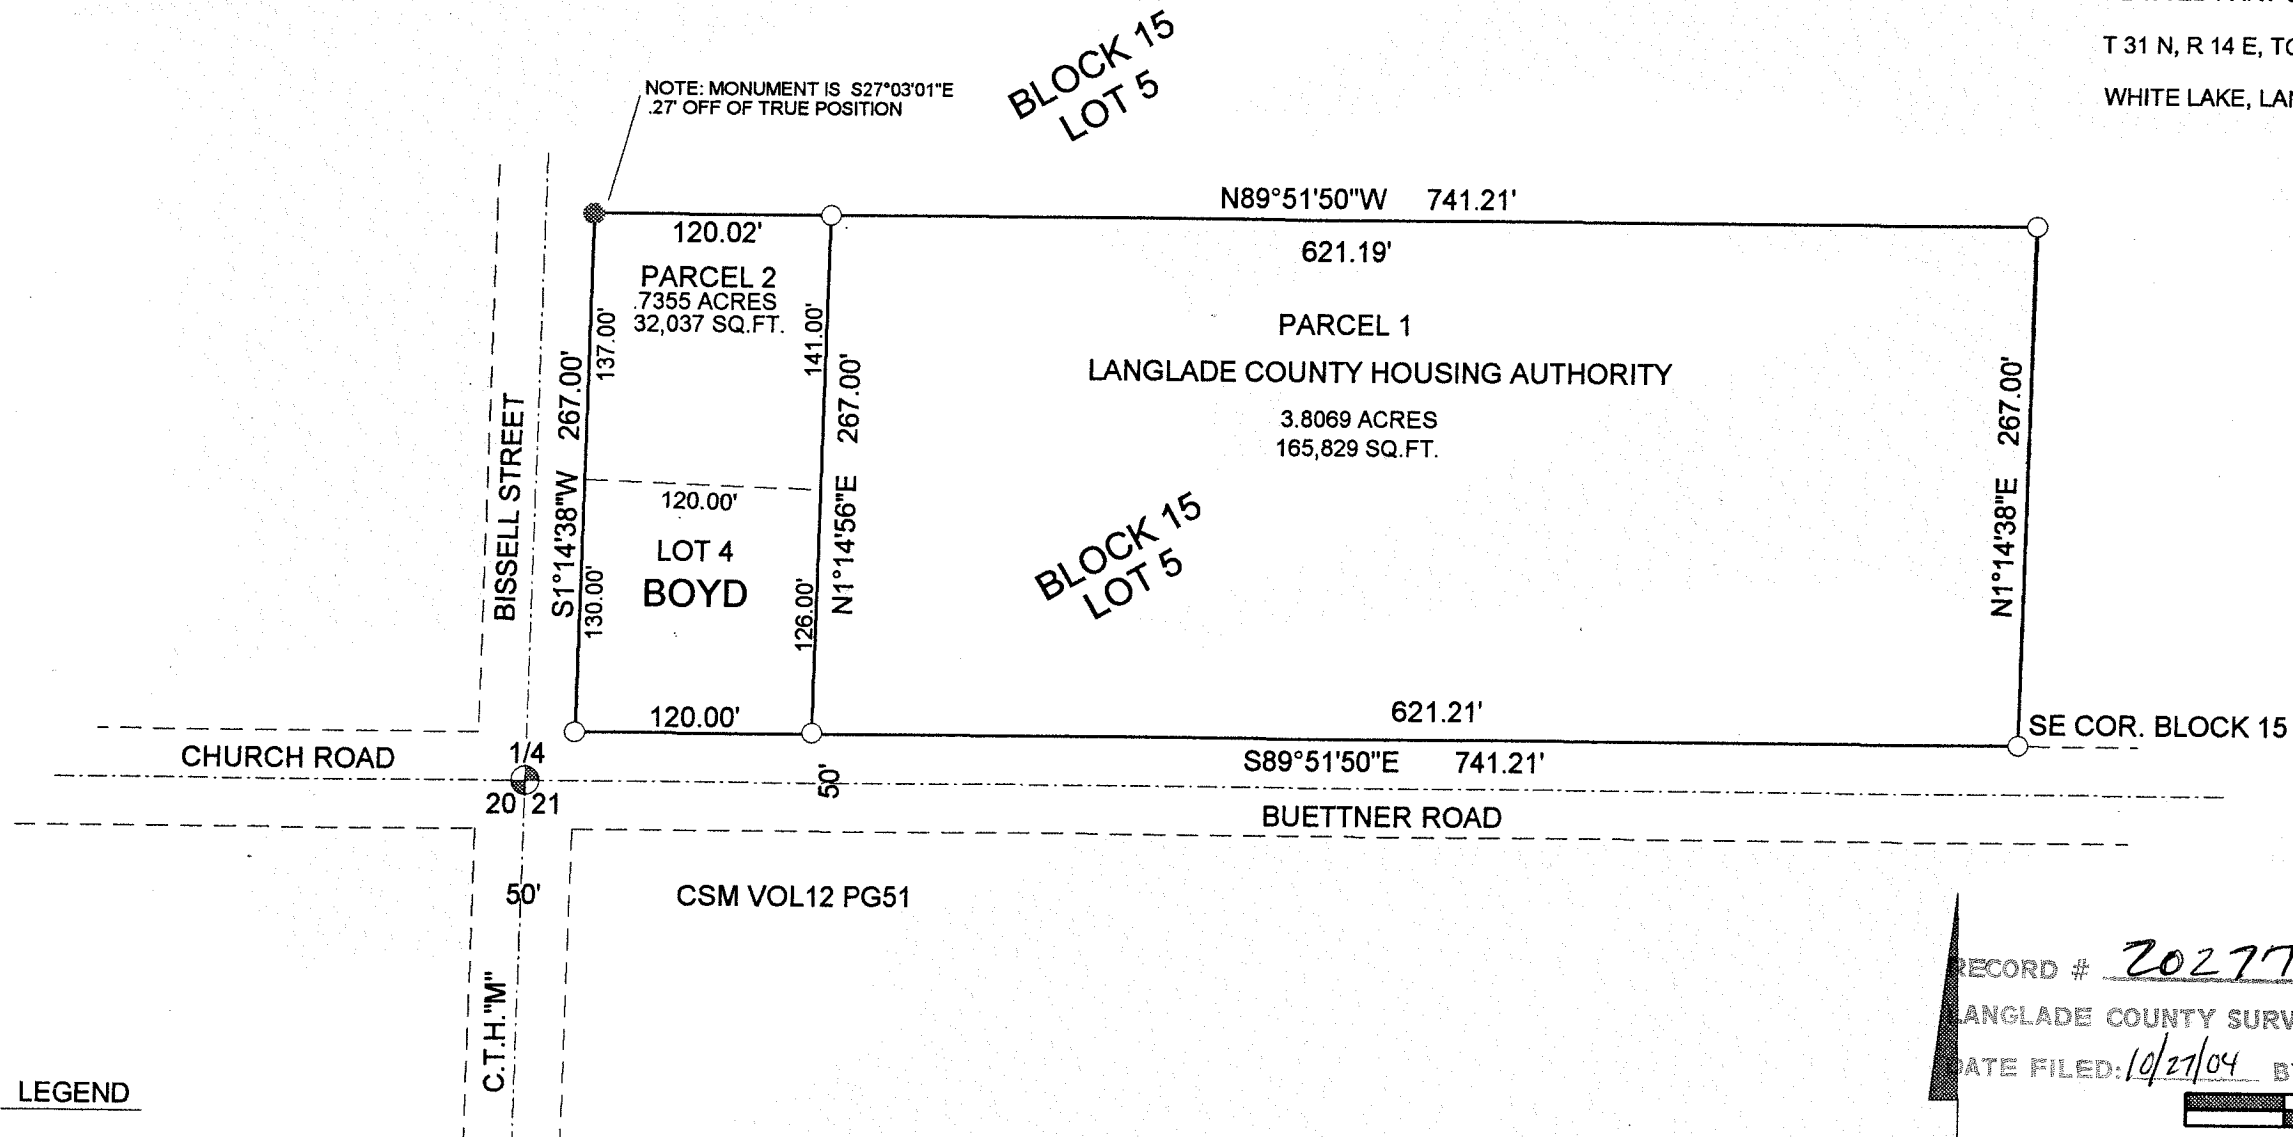 T 31 N, R 14 E,
WHITE LAKE,
BLOCK 15
LOT 5
NOTE: MONUMENT IS S27°03'01"E
.27' OFF OF TRUE POSITION
N89°51'50"W 741.21'
120.02'
621.19'
PARCEL 2
.7355 ACRES
32,037 SQ.FT.
137.00'
141.00'
PARCEL 1
LANGLADE COUNTY HOUSING AUTHORITY
3.8069 ACRES
165,829 SQ.FT.
BISSELL STREET
S1°14'38"W 267.00'
N1°14'56"E 267.00'
N1°14'38"E 267.00'
120.00'
LOT 4
BOYD
130.00'
126.00'
BLOCK 15
LOT 5
120.00'
621.21'
SE COR. BLOCK 15
CHURCH ROAD
1/4
20 21
50'
S89°51'50"E 741.21'
BUETTNER ROAD
50'
CSM VOL12 PG51
C.T.H."M"
LEGEND
RECORD # 20277
LANGLADE COUNTY SURV
DATE FILED: 10/27/04 B